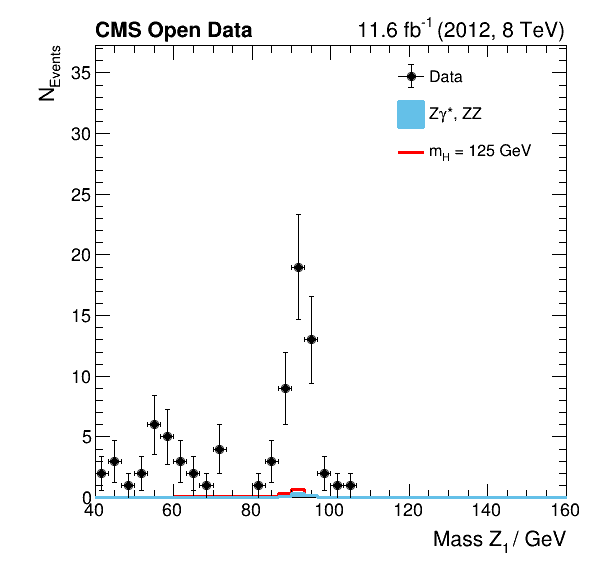 CMS Open Data 11.6 fb-1 (2012, 8 TeV)
NEvents
Data
Zγ*, ZZ
mH = 125 GeV
35
30
25
20
15
10
5
0
40 60 80 100 120 140 160
Mass Z1 / GeV